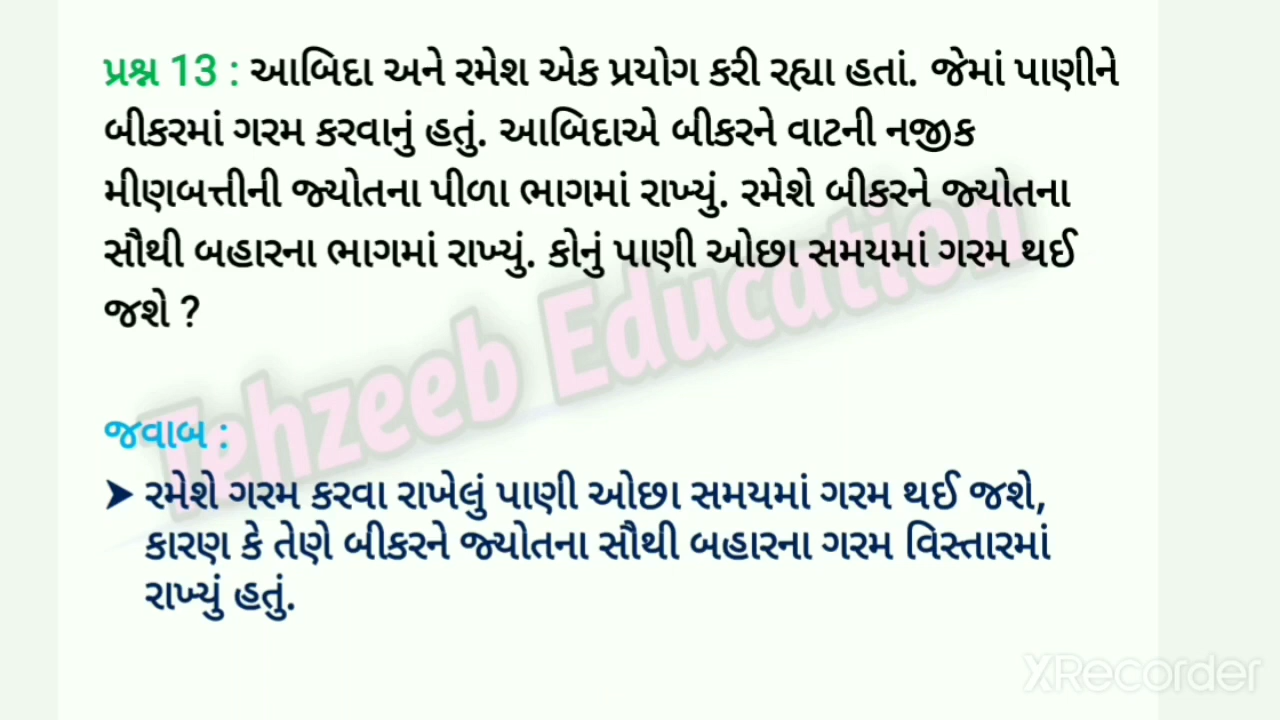 પ્રશ્ન 13 : આબિદા અને રમેશ એક પ્રયોગ કરી રહ્યા હતાં. જેમાં પાણીને
બીકરમાં ગરમ કરવાનું હતું. આબિદાએ બીકરને વાટની નજીક
મીણબત્તીની જ્યોતના પીળા ભાગમાં રાખ્યું. રમેશે બીકરને જ્યોતના
સૌથી બહારના ભાગમાં રાખ્યું. કોનું પાણી ઓછા સમયમાં ગરમ થઈ
જશે ?
Tehzeeb Education
જવાબ :
➤ રમેશે ગરમ કરવા રાખેલું પાણી ઓછા સમયમાં ગરમ થઈ જશે,
કારણ કે તેણે બીકરને જ્યોતના સૌથી બહારના ગરમ વિસ્તારમાં
રાખ્યું હતું.
XRecorder